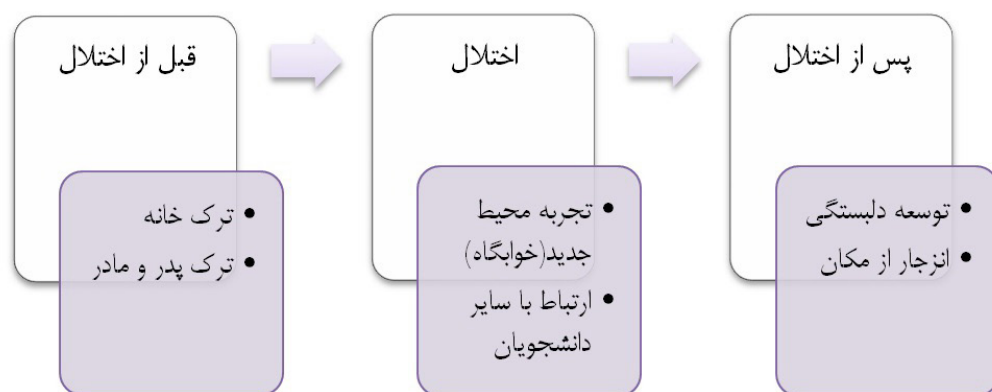 قبل از اختلال
• ترک خانه
• ترک پدر و مادر
اختلال
• تجربه محیط
جدید(خوابگاه)
• ارتباط با سایر
دانشجویان
پس از اختلال
• توسعه دلبستگی
• انزجار از مکان